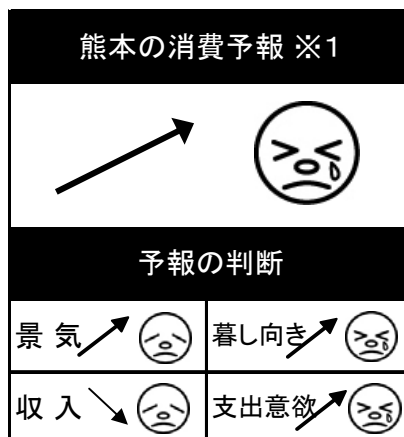 熊本の消費予報 ※1
予報の判断
景 気
暮し向き
収 入
支出意欲